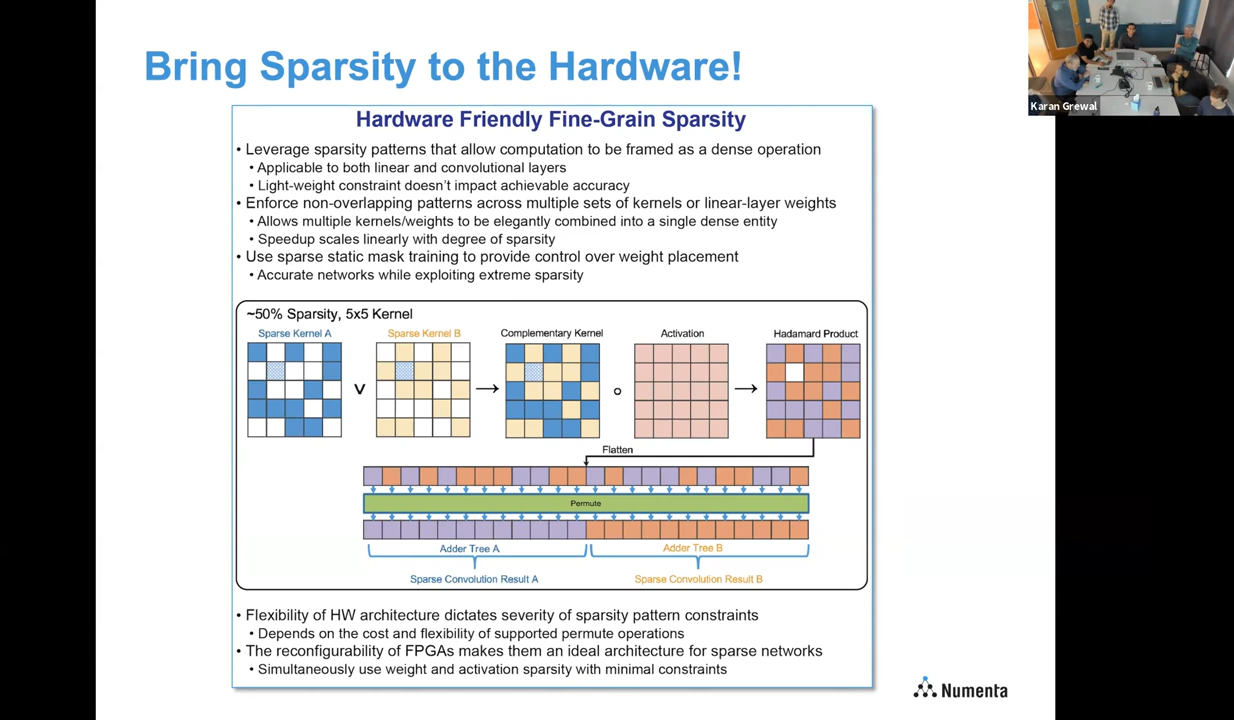 Bring Sparsity to the Hardware!
Karan Grewal
Hardware Friendly Fine-Grain Sparsity
• Leverage sparsity patterns that allow computation to be framed as a dense operation
• Applicable to both linear and convolutional layers
• Light-weight constraint doesn't impact achievable accuracy
• Enforce non-overlapping patterns across multiple sets of kernels or linear-layer weights
• Allows multiple kernels/weights to be elegantly combined into a single dense entity
• Speedup scales linearly with degree of sparsity
• Use sparse static mask training to provide control over weight placement
• Accurate networks while exploiting extreme sparsity
~50% Sparsity, 5x5 Kernel
Sparse Kernel A
Sparse Kernel B
Complementary Kernel
Activation
Hadamard Product
V
Flatten
Permute
Adder Tree A
Adder Tree B
Sparse Convolution Result A
Sparse Convolution Result B
• Flexibility of HW architecture dictates severity of sparsity pattern constraints
• Depends on the cost and flexibility of supported permute operations
• The reconfigurability of FPGAs makes them an ideal architecture for sparse networks
• Simultaneously use weight and activation sparsity with minimal constraints
Numenta